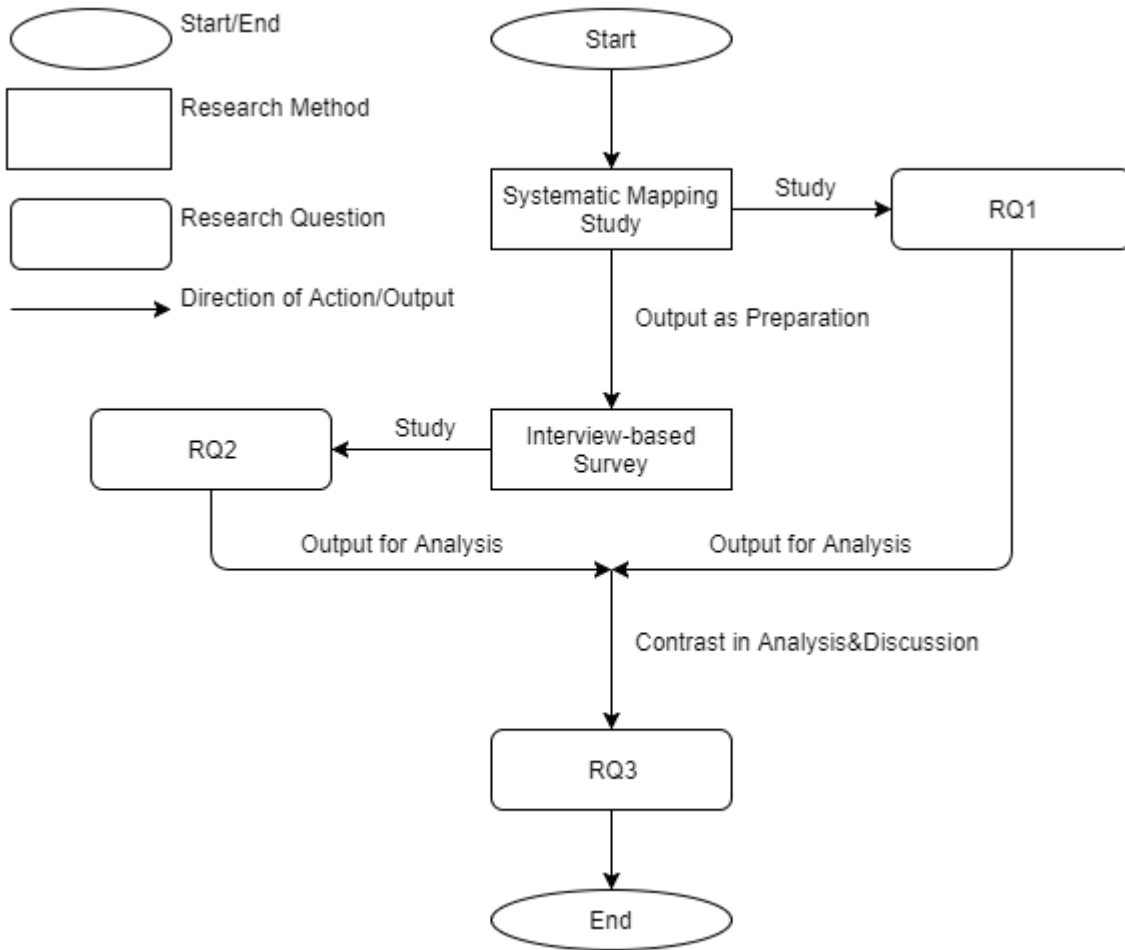 Start/End
Start
Research Method
Systematic Mapping
Study
Study
RQ1
Research Question
Direction of Action/Output
Output as Preparation
RQ2
Study
Interview-based
Survey
Output for Analysis
Output for Analysis
Contrast in Analysis&Discussion
RQ3
End